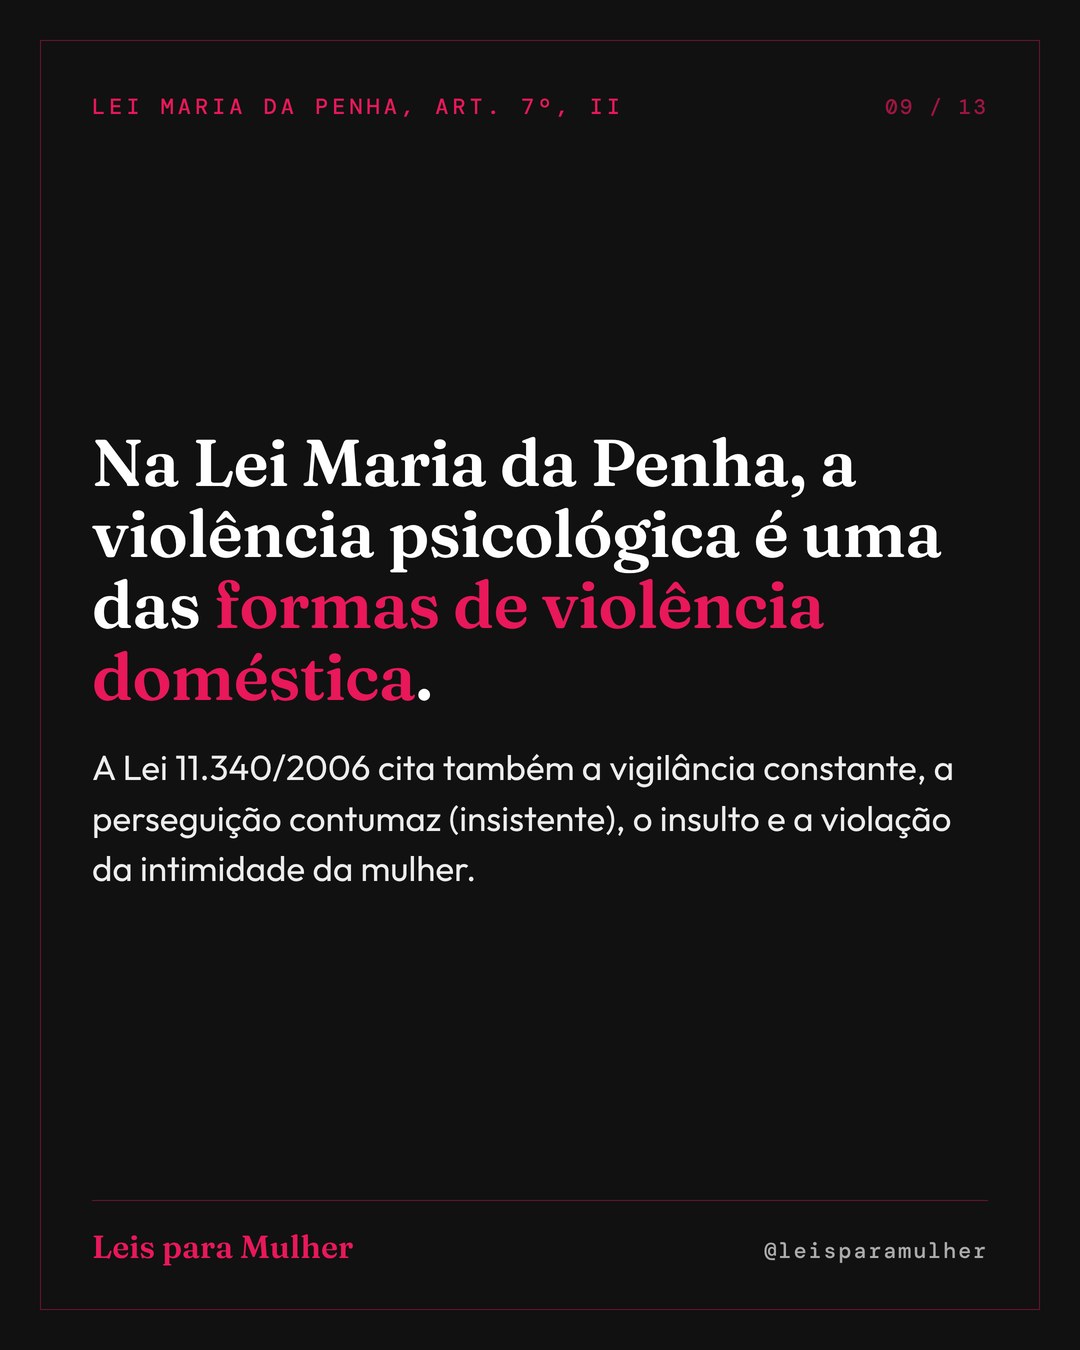 LEI MARIA DA PENHA, ART. 7º, II
09 / 13
Na Lei Maria da Penha, a
violência psicológica é uma
das formas de violência
doméstica.
A Lei 11.340/2006 cita também a vigilância constante, a
perseguição contumaz (insistente), o insulto e a violação
da intimidade da mulher.
Leis para Mulher
@leisparamulher